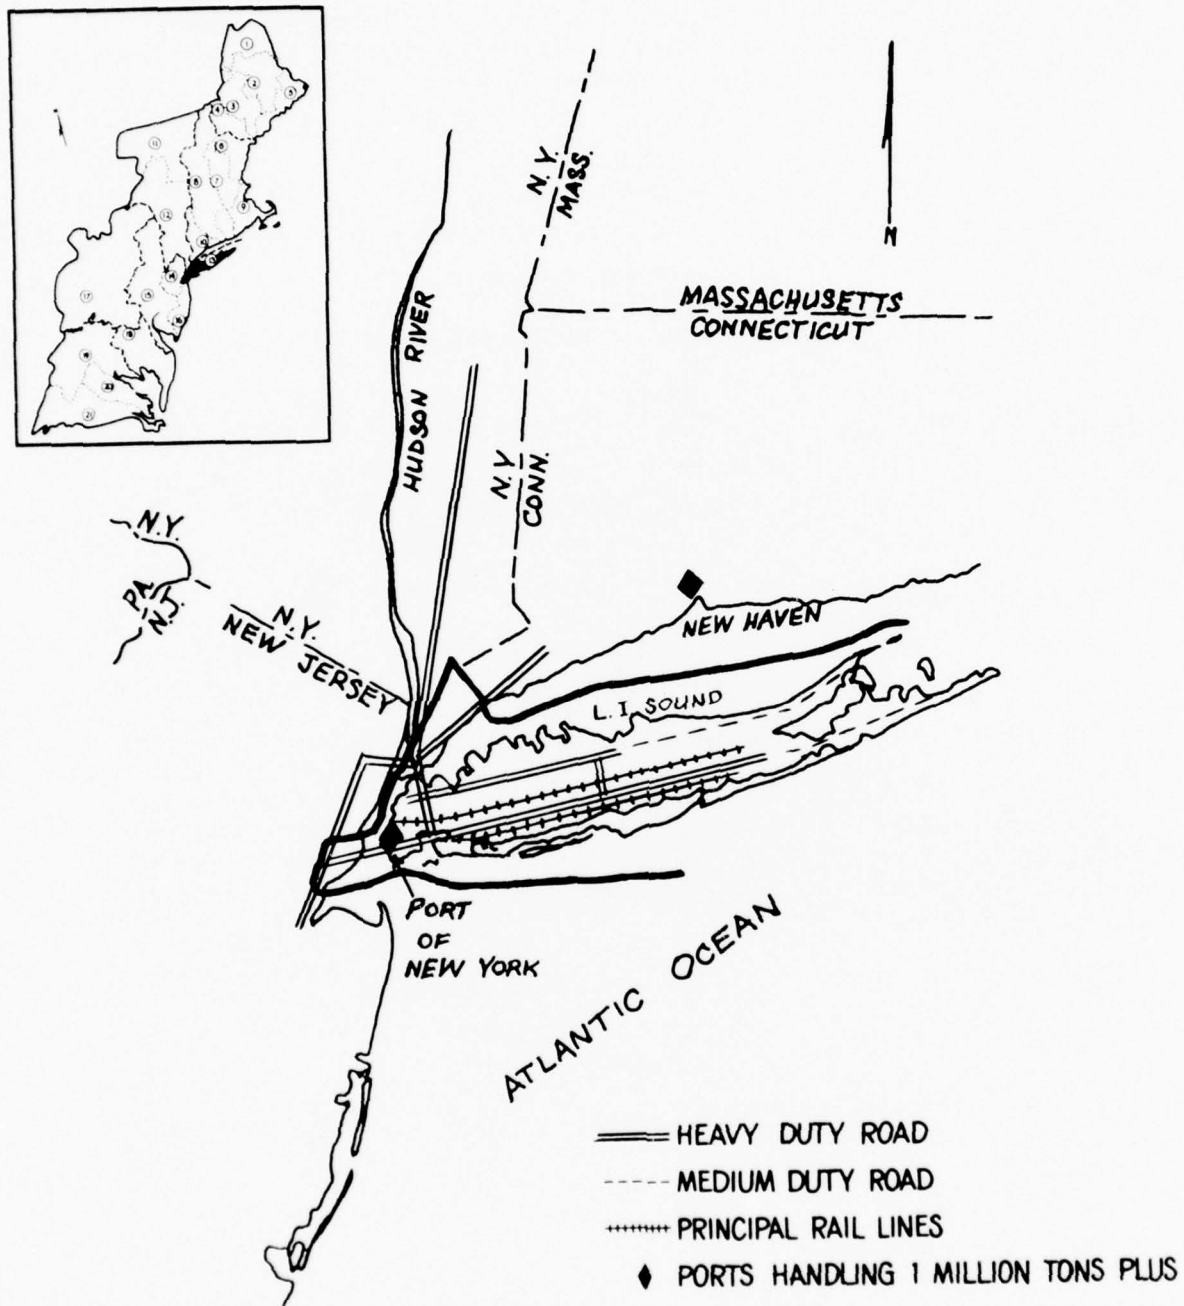 N.Y.
MASS.
N
MASSACHUSETTS
CONNECTICUT
HUDSON RIVER
N.Y.
CONN.
N.Y.
PA.
N.J.
N.Y.
NEW JERSEY
NEW HAVEN
L.I SOUND
PORT
OF
NEW YORK
ATLANTIC OCEAN
HEAVY DUTY ROAD
MEDIUM DUTY ROAD
PRINCIPAL RAIL LINES
PORTS HANDLING 1 MILLION TONS PLUS